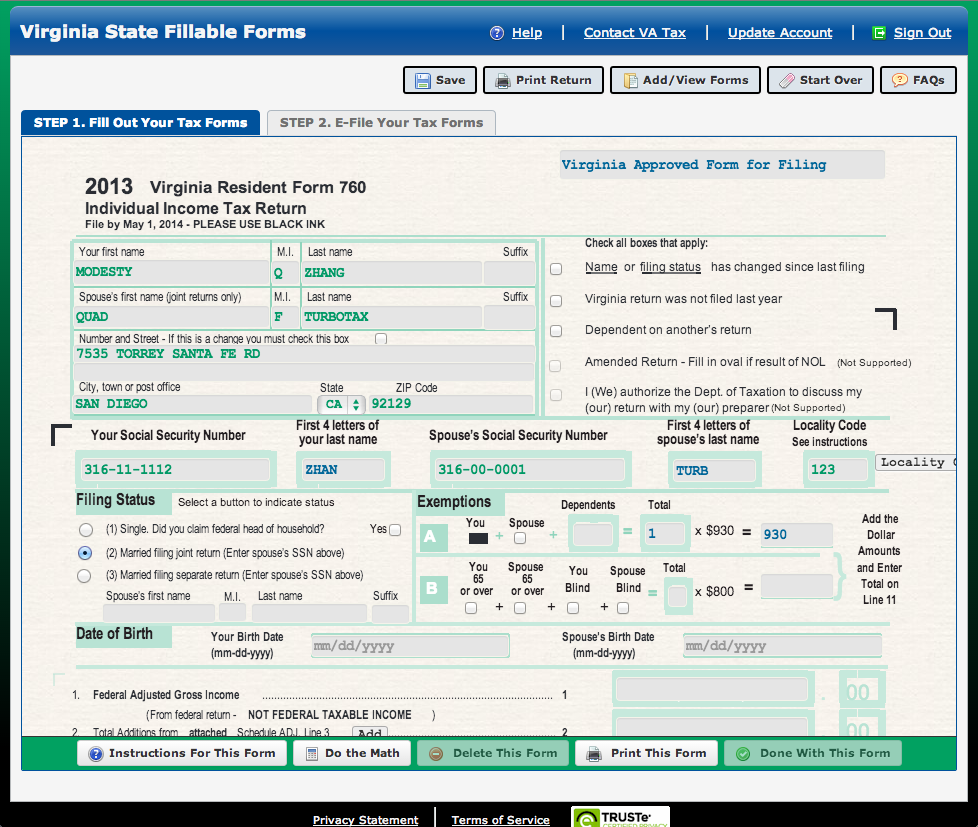 Virginia State Fillable Forms
Help | Contact VA Tax | Update Account | Sign Out
Save Print Return Add/View Forms Start Over FAQs
STEP 1. Fill Out Your Tax Forms STEP 2. E-File Your Tax Forms
Virginia Approved Form for Filing
2013 Virginia Resident Form 760
Individual Income Tax Return
File by May 1, 2014 - PLEASE USE BLACK INK
Your first name M.I. Last name Suffix
MODESTY Q ZHANG
Spouse's first name (joint returns only) M.I. Last name Suffix
QUAD F TURBOTAX
Number and Street - If this is a change you must check this box
7535 TORREY SANTA FE RD
City, town or post office State ZIP Code
SAN DIEGO CA 92129
Check all boxes that apply:
Name or filing status has changed since last filing
Virginia return was not filed last year
Dependent on another's return
Amended Return - Fill in oval if result of NOL (Not Supported)
I (We) authorize the Dept. of Taxation to discuss my
(our) return with my (our) preparer (Not Supported)
Your Social Security Number First 4 letters of your last name Spouse's Social Security Number First 4 letters of spouse's last name Locality Code See instructions
316-11-1112 ZHAN 316-00-0001 TURB 123 Locality
Filing Status Select a button to indicate status
(1) Single. Did you claim federal head of household? Yes
(2) Married filing joint return (Enter spouse's SSN above)
(3) Married filing separate return (Enter spouse's SSN above)
Spouse's first name M.I. Last name Suffix
Exemptions Dependents Total
A You + Spouse + = 1 x $930 = 930
B You 65 or over + Spouse 65 or over + You Blind + Spouse Blind = Total x $800 =
Add the
Dollar
Amounts
and Enter
Total on
Line 11
Date of Birth Your Birth Date (mm-dd-yyyy) mm/dd/yyyy Spouse's Birth Date (mm-dd-yyyy) mm/dd/yyyy
1. Federal Adjusted Gross Income ........ 1 . 00
(From federal return - NOT FEDERAL TAXABLE INCOME )
2. Total Additions from attached Schedule ADJ, Line 3 Add 2 00
Instructions For This Form Do the Math Delete This Form Print This Form Done With This Form
Privacy Statement | Terms of Service TRUSTe
CERTIFIED PRIVACY